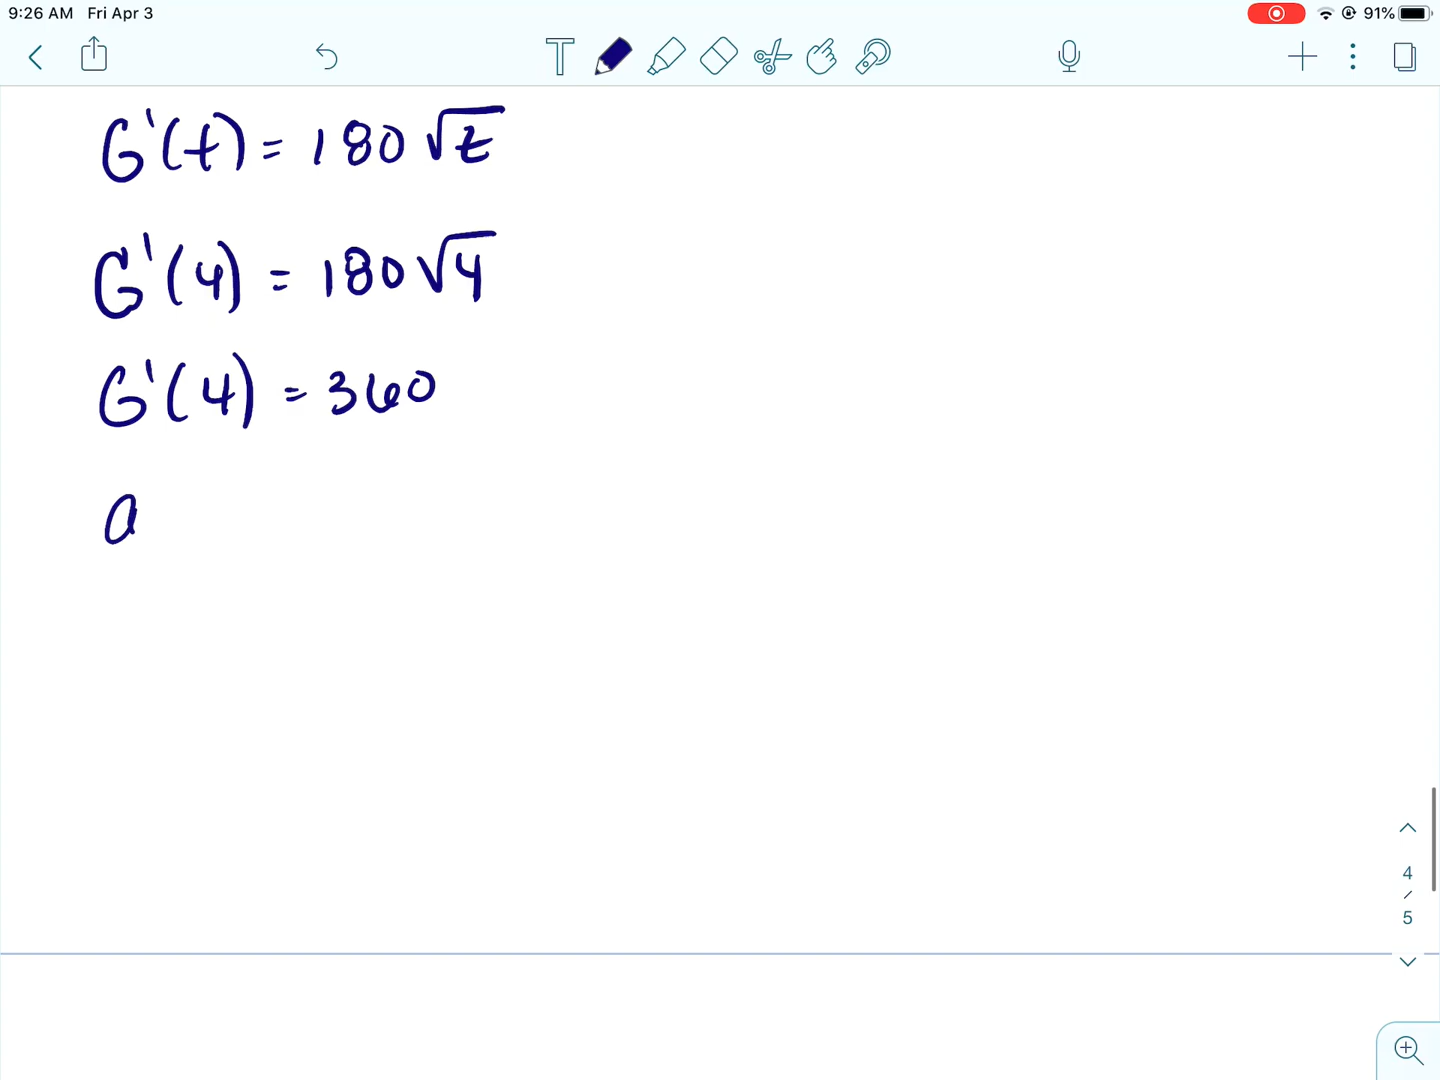 9:26 AM Fri Apr 3 91%
T
G'(t) = 180 √t
G'(4) = 180 √4
G'(4) = 360
a
4
/
5